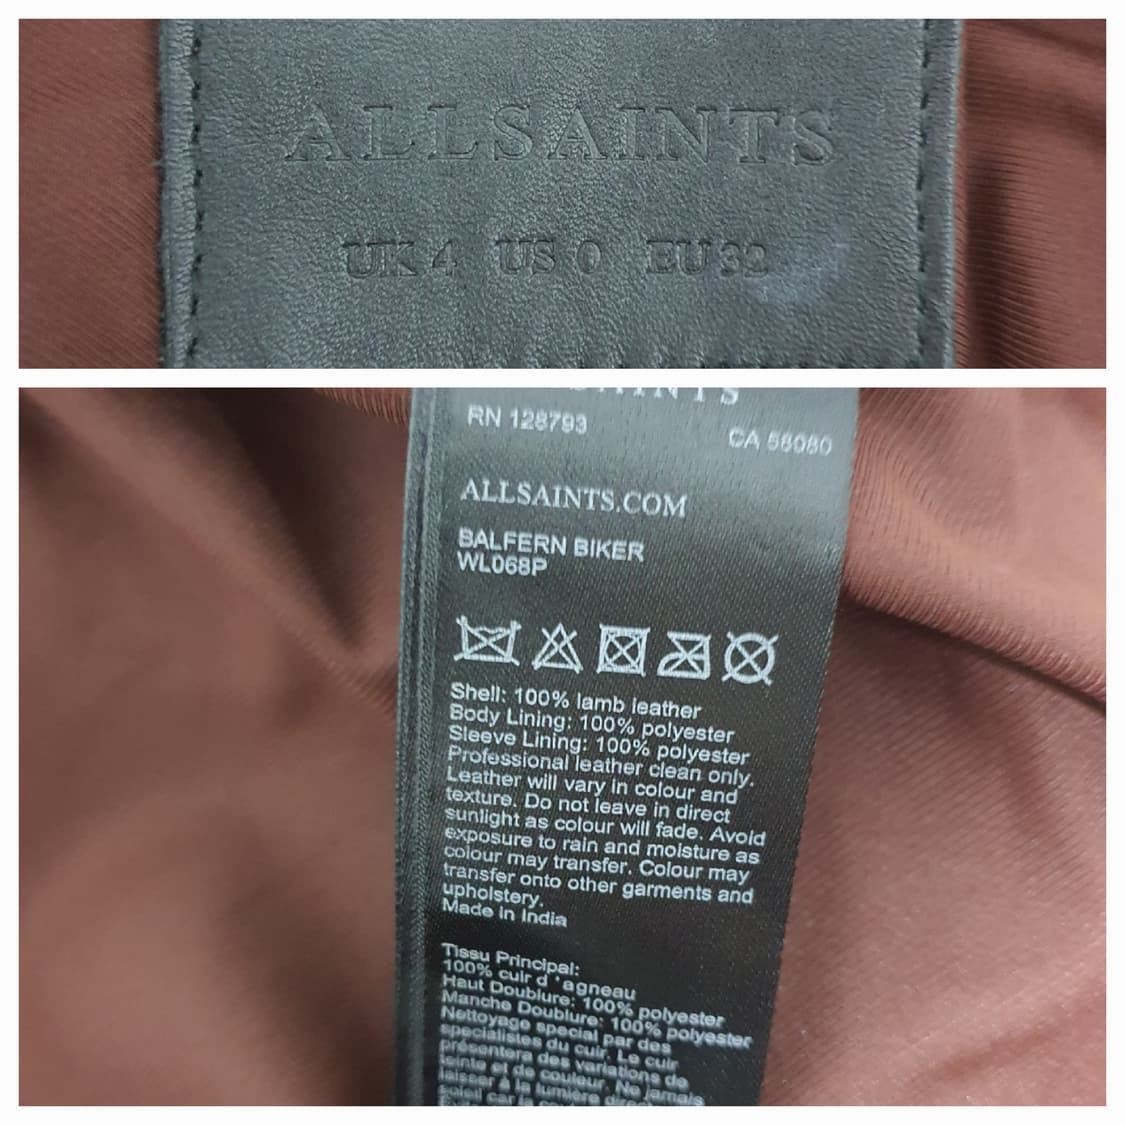 ALLSAINTS
UK 4 US 0 EU 32
RN 128793
CA 58080
ALLSAINTS.COM
BALFERN BIKER
WL068P
Shell: 100% lamb leather
Body Lining: 100% polyester
Sleeve Lining: 100% polyester
Professional leather clean only.
Leather will vary in colour and
texture. Do not leave in direct
sunlight as colour will fade. Avoid
exposure to rain and moisture as
colour may transfer. Colour may
transfer onto other garments and
upholstery.
Made in India
Tissu Principal:
100% cuir d 'agneau
Haut Doublure: 100% polyester
Manche Doublure: 100% polyester
Nettoyage special par des
spécialistes du cuir. Le cuir
présentera des variations de
teinte et de couleur. Ne jamais
laisser à la lumière
soleil car la